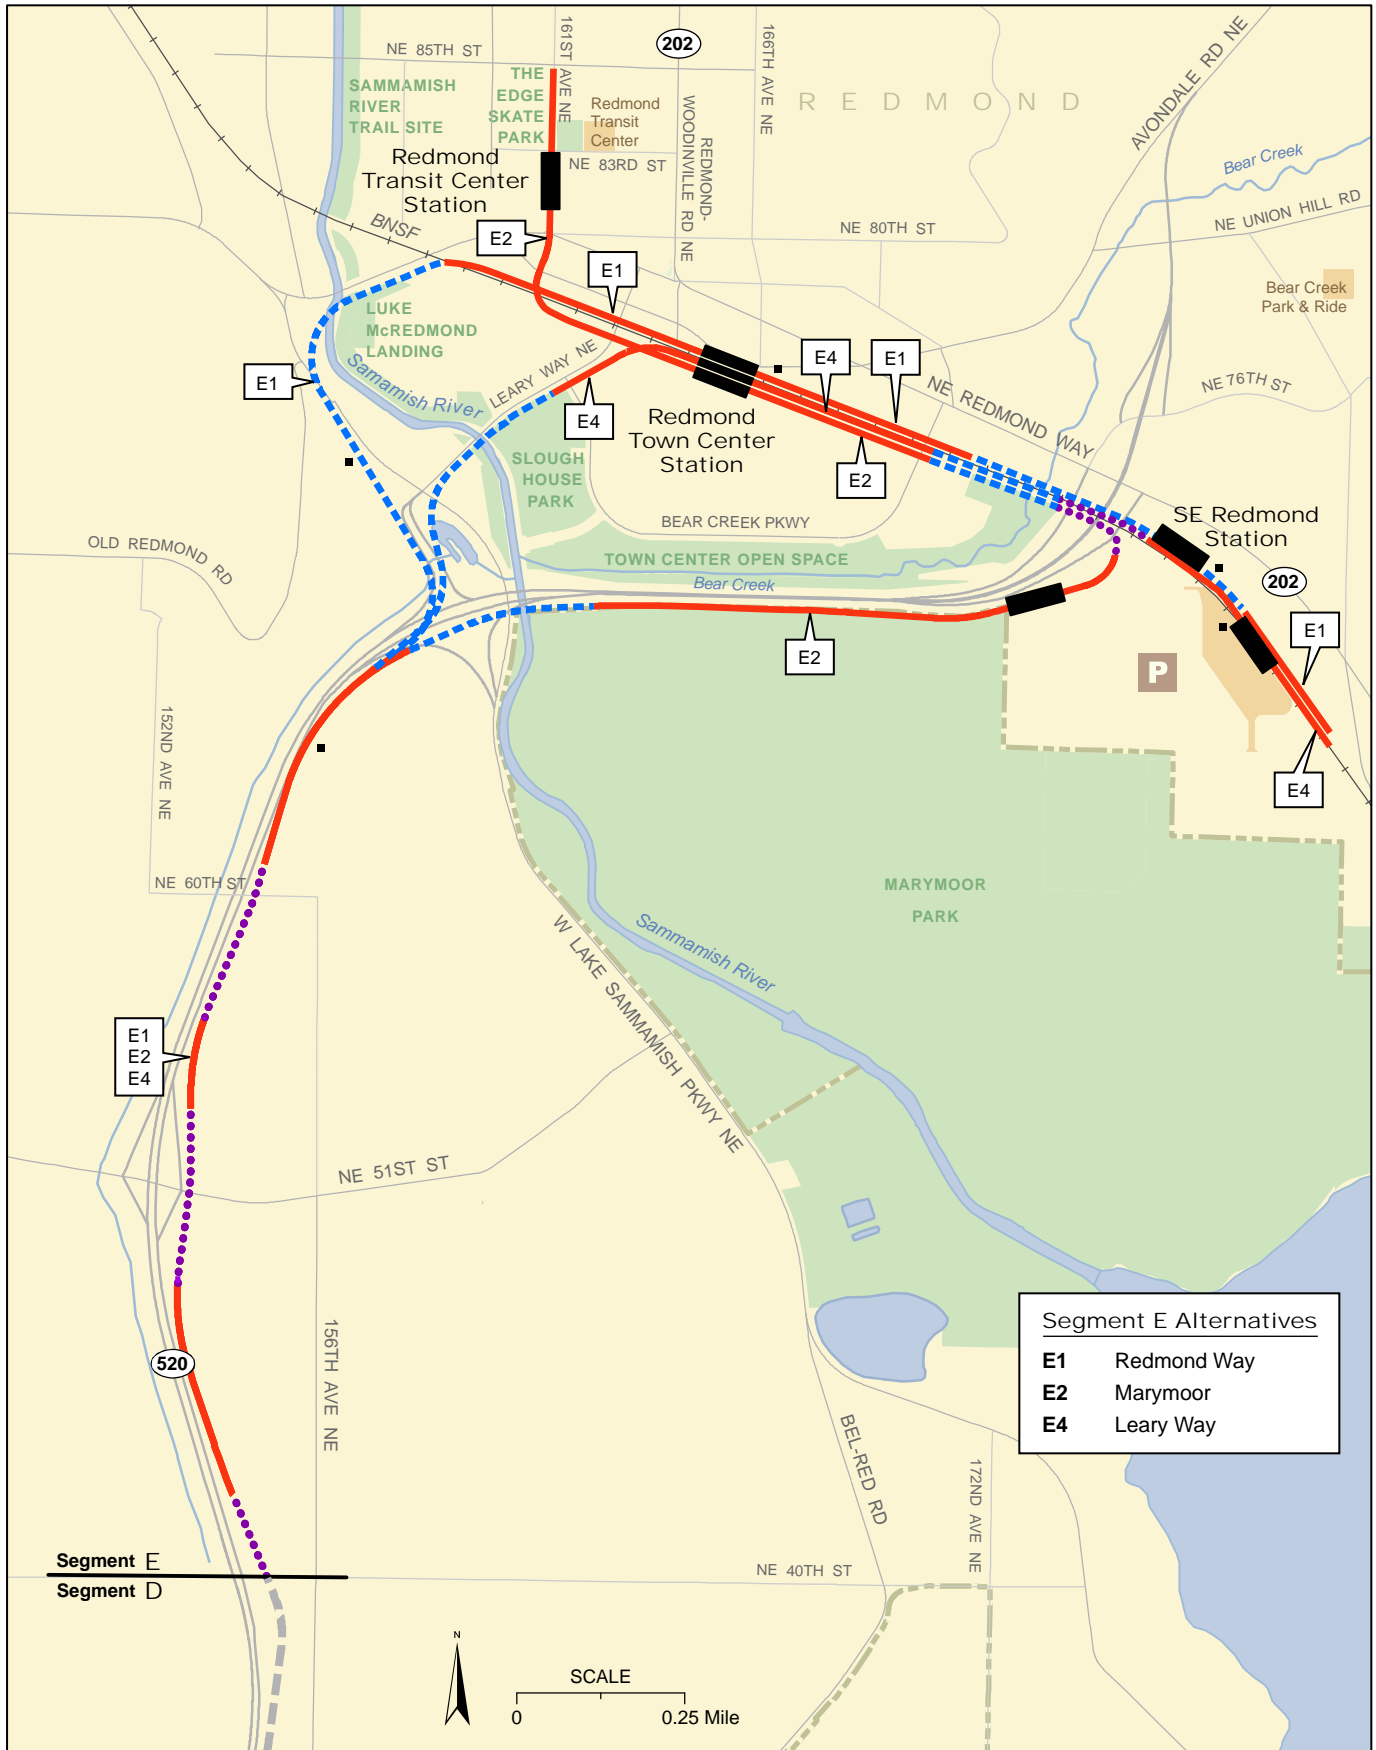 161ST AVE NE
202
166TH AVE NE
AVONDALE RD NE
NE 85TH ST
SAMMAMISH
RIVER
TRAIL SITE
THE
EDGE
SKATE
PARK
Redmond
Transit
Center
REDMOND-
WOODINVILLE RD NE
REDMOND
Bear Creek
NE 83RD ST
Redmond
Transit Center
Station
NE UNION HILL RD
BNSF
E2
NE 80TH ST
E1
Bear Creek
Park & Ride
LUKE
McREDMOND
LANDING
Samamish River
LEARY WAY NE
E1
E4
E4
E1
NE REDMOND WAY
NE 76TH ST
Redmond
Town Center
Station
E2
SLOUGH
HOUSE
PARK
BEAR CREEK PKWY
SE Redmond
Station
OLD REDMOND RD
TOWN CENTER OPEN SPACE
Bear Creek
202
E1
E2
P
E4
152ND AVE NE
NE 60TH ST
MARYMOOR
PARK
Sammamish River
W LAKE SAMMAMISH PKWY NE
E1
E2
E4
NE 51ST ST
520
156TH AVE NE
Segment E Alternatives
E1 Redmond Way
E2 Marymoor
E4 Leary Way
BEL-RED RD
172ND AVE NE
Segment E
Segment D
NE 40TH ST
N
SCALE
0
0.25 Mile